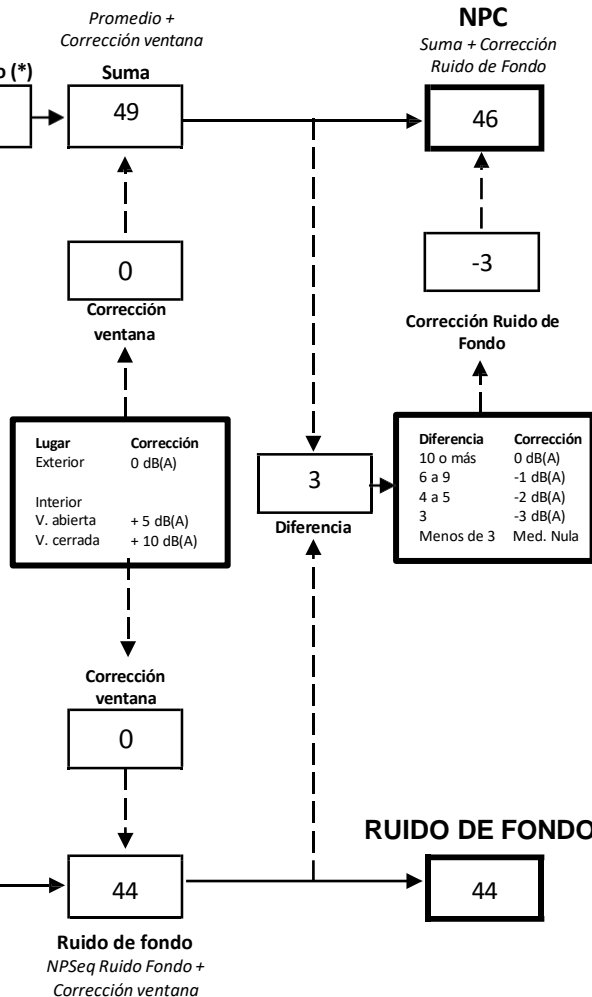 Promedio +
Corrección ventana
o (*)
Suma
49
NPC
Suma + Corrección
Ruido de Fondo
46
0
Corrección
ventana
-3
Corrección Ruido de
Fondo
Lugar Corrección
Exterior 0 dB(A)
Interior
V. abierta + 5 dB(A)
V. cerrada + 10 dB(A)
3
Diferencia
Diferencia Corrección
10 o más 0 dB(A)
6 a 9 -1 dB(A)
4 a 5 -2 dB(A)
3 -3 dB(A)
Menos de 3 Med. Nula
Corrección
ventana
0
RUIDO DE FONDO
44
44
Ruido de fondo
NPSeq Ruido Fondo +
Corrección ventana